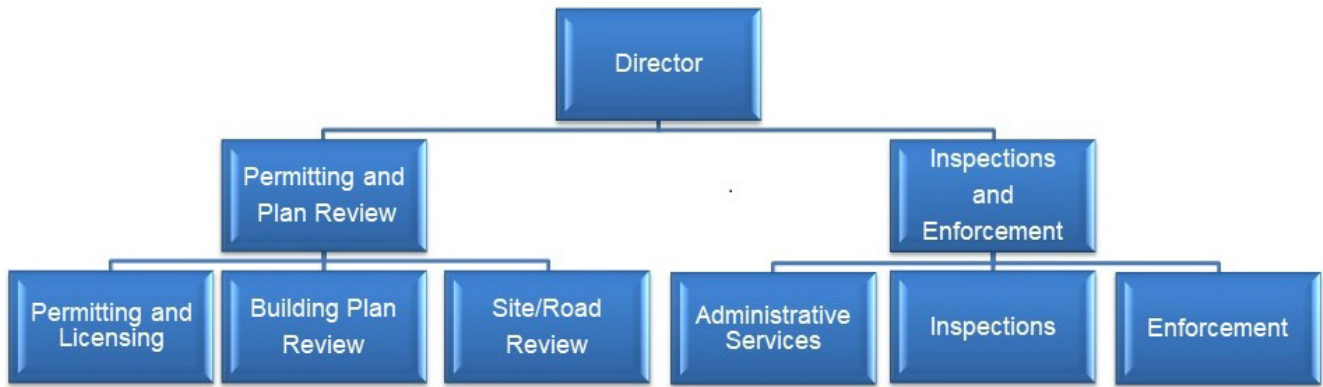 Director
Permitting and
Plan Review
Inspections
and
Enforcement
Permitting and
Licensing
Building Plan
Review
Site/Road
Review
Administrative
Services
Inspections
Enforcement